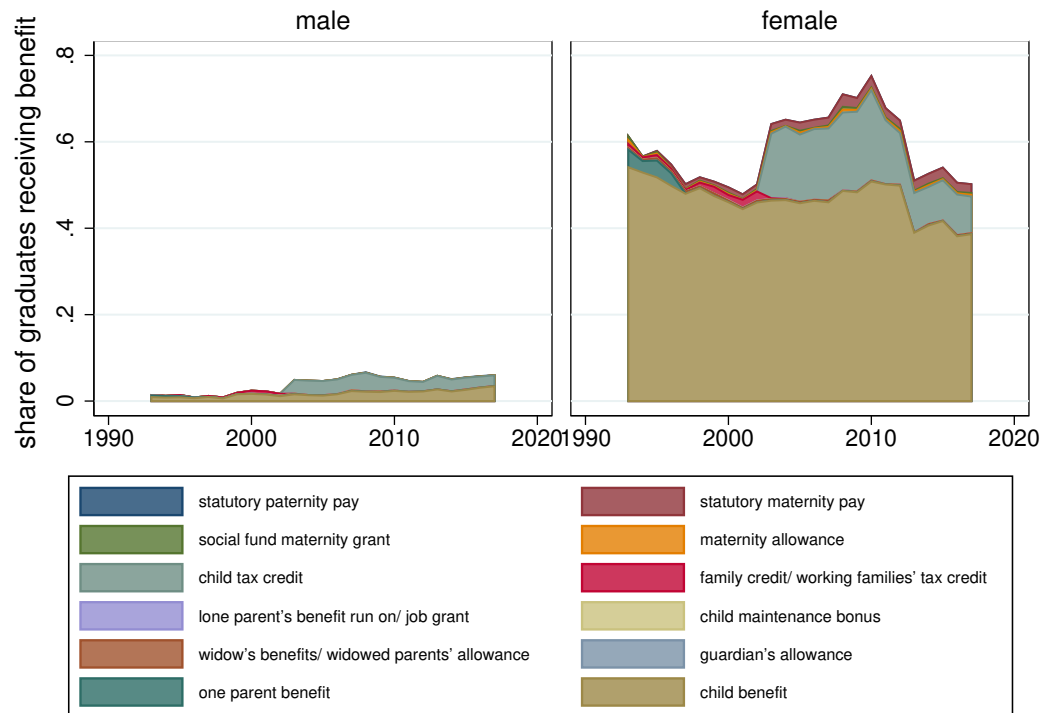 male
female
share of graduates receiving benefit
.8
.6
.4
.2
0
1990
2000
2010
2020
1990
2000
2010
2020
statutory paternity pay
statutory maternity pay
social fund maternity grant
maternity allowance
child tax credit
family credit/ working families’ tax credit
lone parent’s benefit run on/ job grant
child maintenance bonus
widow’s benefits/ widowed parents’ allowance
guardian’s allowance
one parent benefit
child benefit